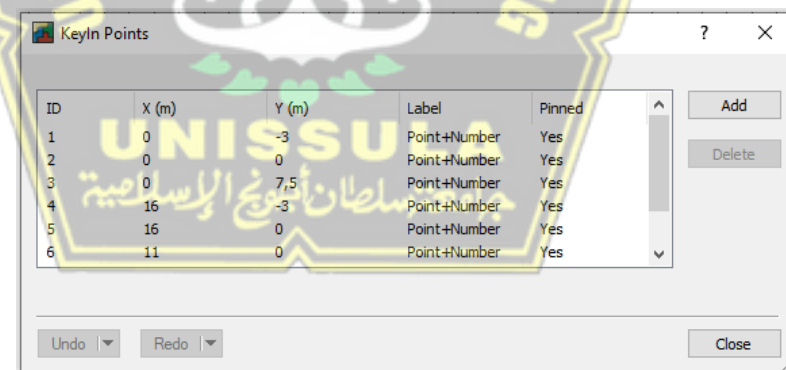 KeyIn Points ? ×
ID X (m) Y (m) Label Pinned
1 0 -3 Point+Number Yes
2 0 0 Point+Number Yes
3 0 7,5 Point+Number Yes
4 16 -3 Point+Number Yes
5 16 0 Point+Number Yes
6 11 0 Point+Number Yes
Add
Delete
UNISSULA
جامعة سلطان أجونج الإسلامية
Undo Redo Close